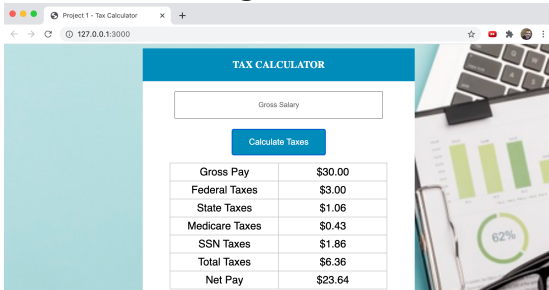 Project 1 - Tax Calculator
127.0.0.1:3000
TAX CALCULATOR
Gross Salary
Calculate Taxes
Gross Pay $30.00
Federal Taxes $3.00
State Taxes $1.06
Medicare Taxes $0.43
SSN Taxes $1.86
Total Taxes $6.36
Net Pay $23.64
62%